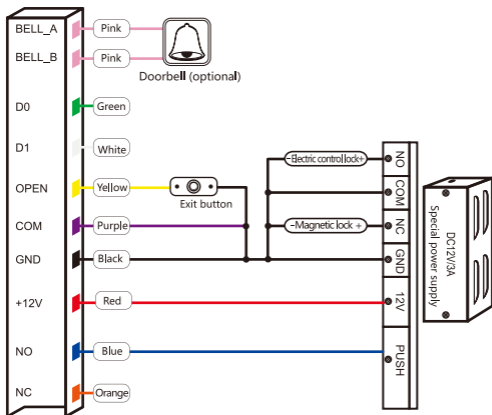 BELL_A
Pink
BELL_B
Pink
Doorbell (optional)
D0
Green
D1
White
OPEN
Yellow
Exit button
COM
Purple
GND
Black
+12V
Red
NO
Blue
NC
Orange
-Electric control lock+
-Magnetic lock +
NO
COM
NC
GND
12V
PUSH
DC12V/3A
Special power supply